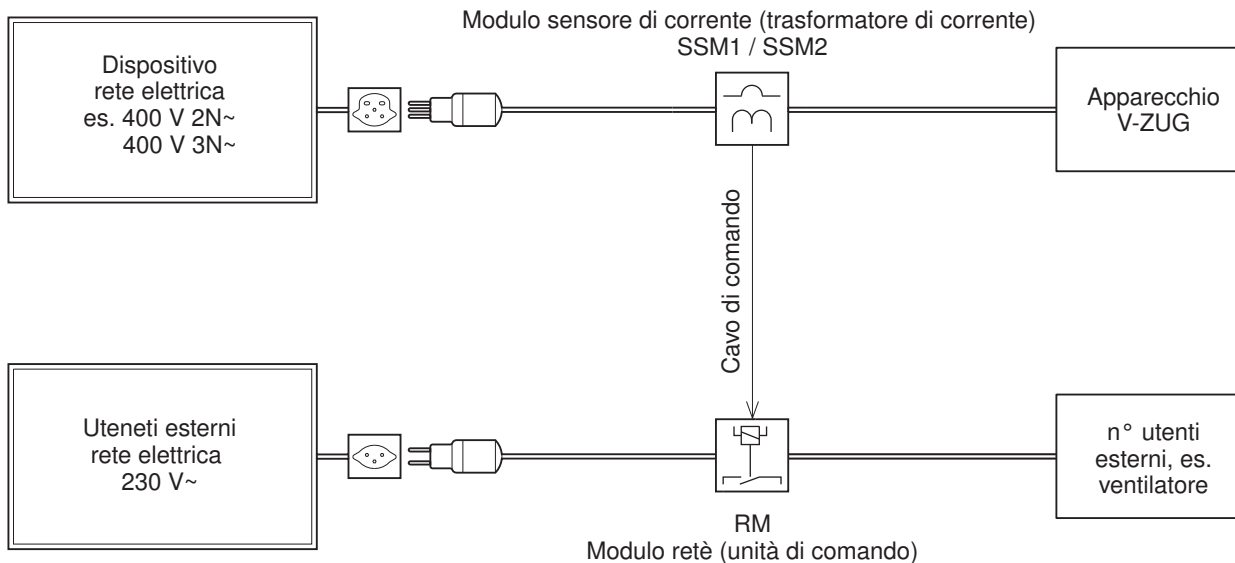 Modulo sensore di corrente (trasformatore di corrente)
SSM1 / SSM2
Dispositivo
rete elettrica
es. 400 V 2N~
400 V 3N~
Apparecchio
V-ZUG
Cavo di comando
Uteneti esterni
rete elettrica
230 V~
n° utenti
esterni, es.
ventilatore
RM
Modulo retè (unità di comando)